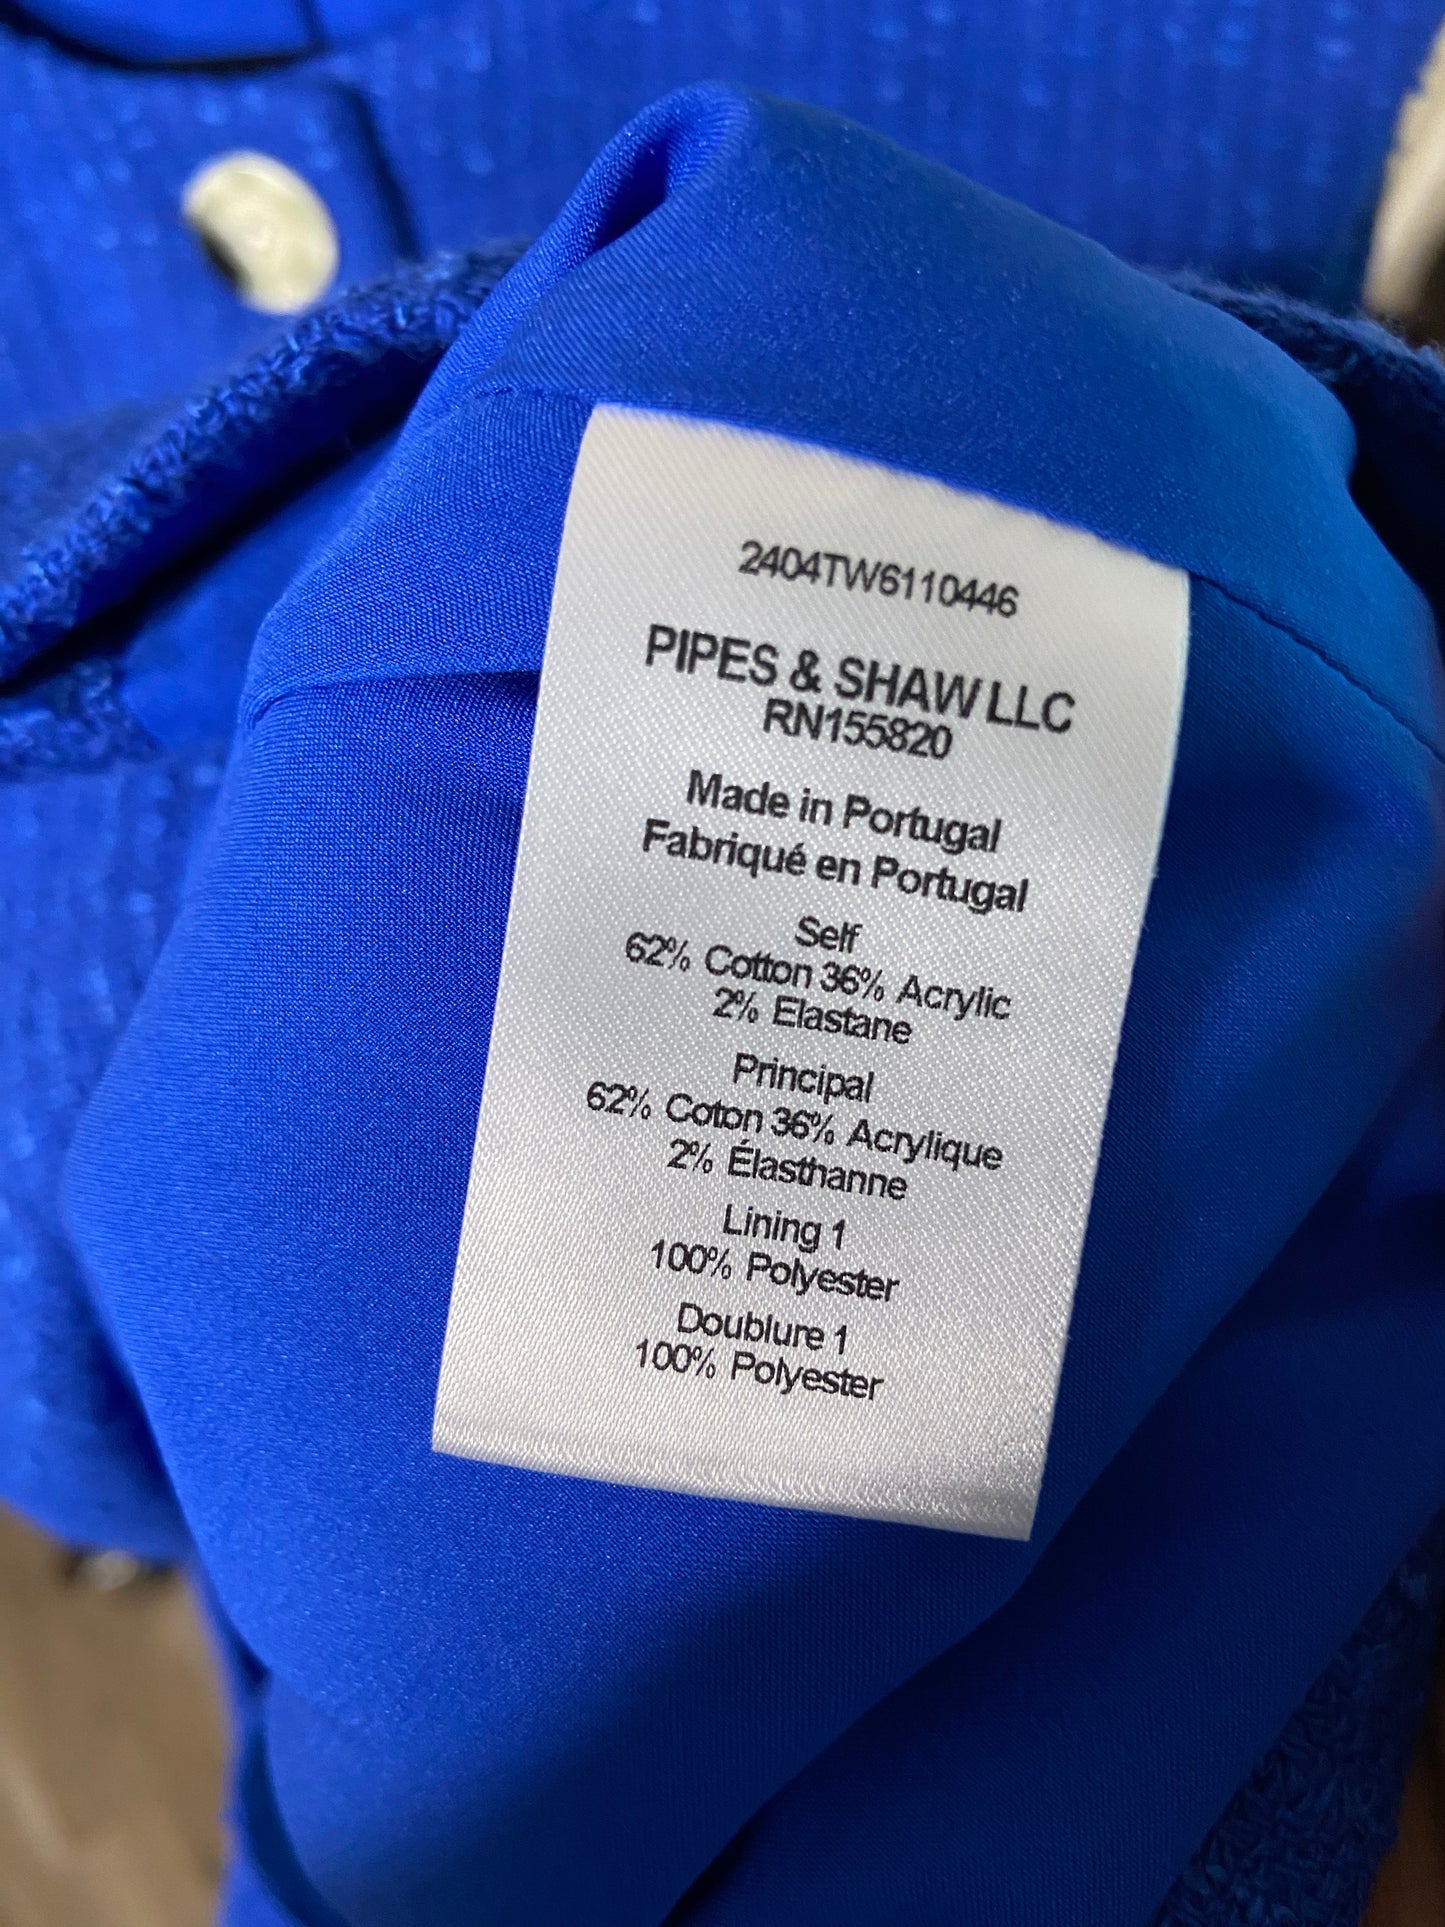 2404TW6110446
PIPES & SHAW LLC
RN155820
Made in Portugal
Fabriqué en Portugal
Self
62% Cotton 36% Acrylic
2% Elastane
Principal
62% Coton 36% Acrylique
2% Élasthanne
Lining 1
100% Polyester
Doublure 1
100% Polyester